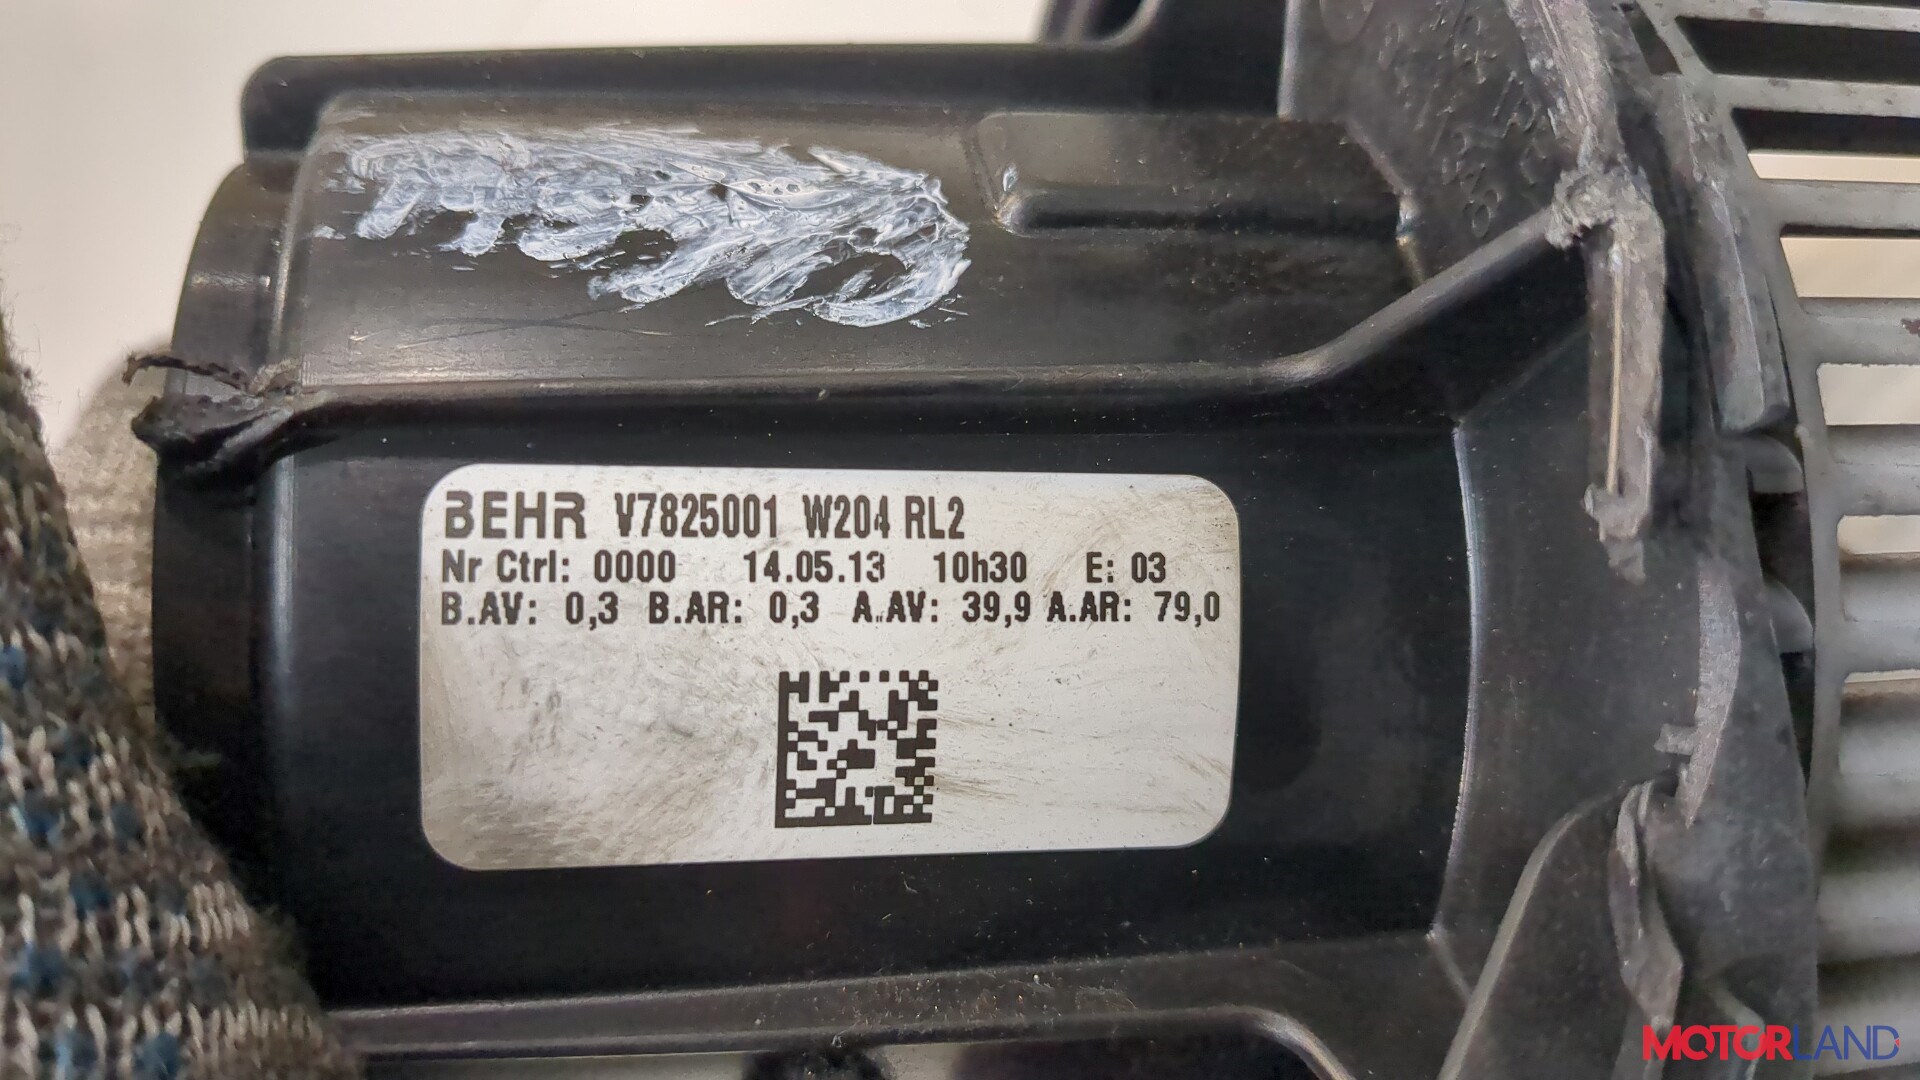 BEHR V7825001 W204 RL2
Nr Ctrl: 0000 14.05.13 10h30 E: 03
B.AV: 0,3 B.AR: 0,3 A.AV: 39,9 A.AR: 79,0
MOTORLAND